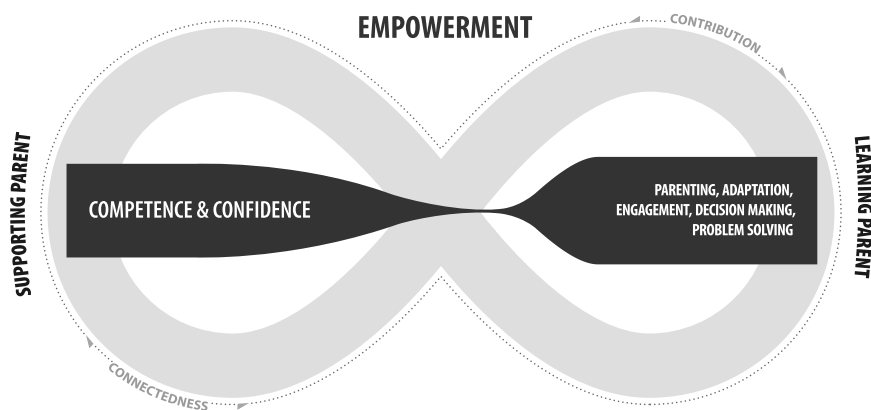 EMPOWERMENT
CONTRIBUTION
SUPPORTING PARENT
COMPETENCE & CONFIDENCE
PARENTING, ADAPTATION,
ENGAGEMENT, DECISION MAKING,
PROBLEM SOLVING
LEARNING PARENT
CONNECTEDNESS